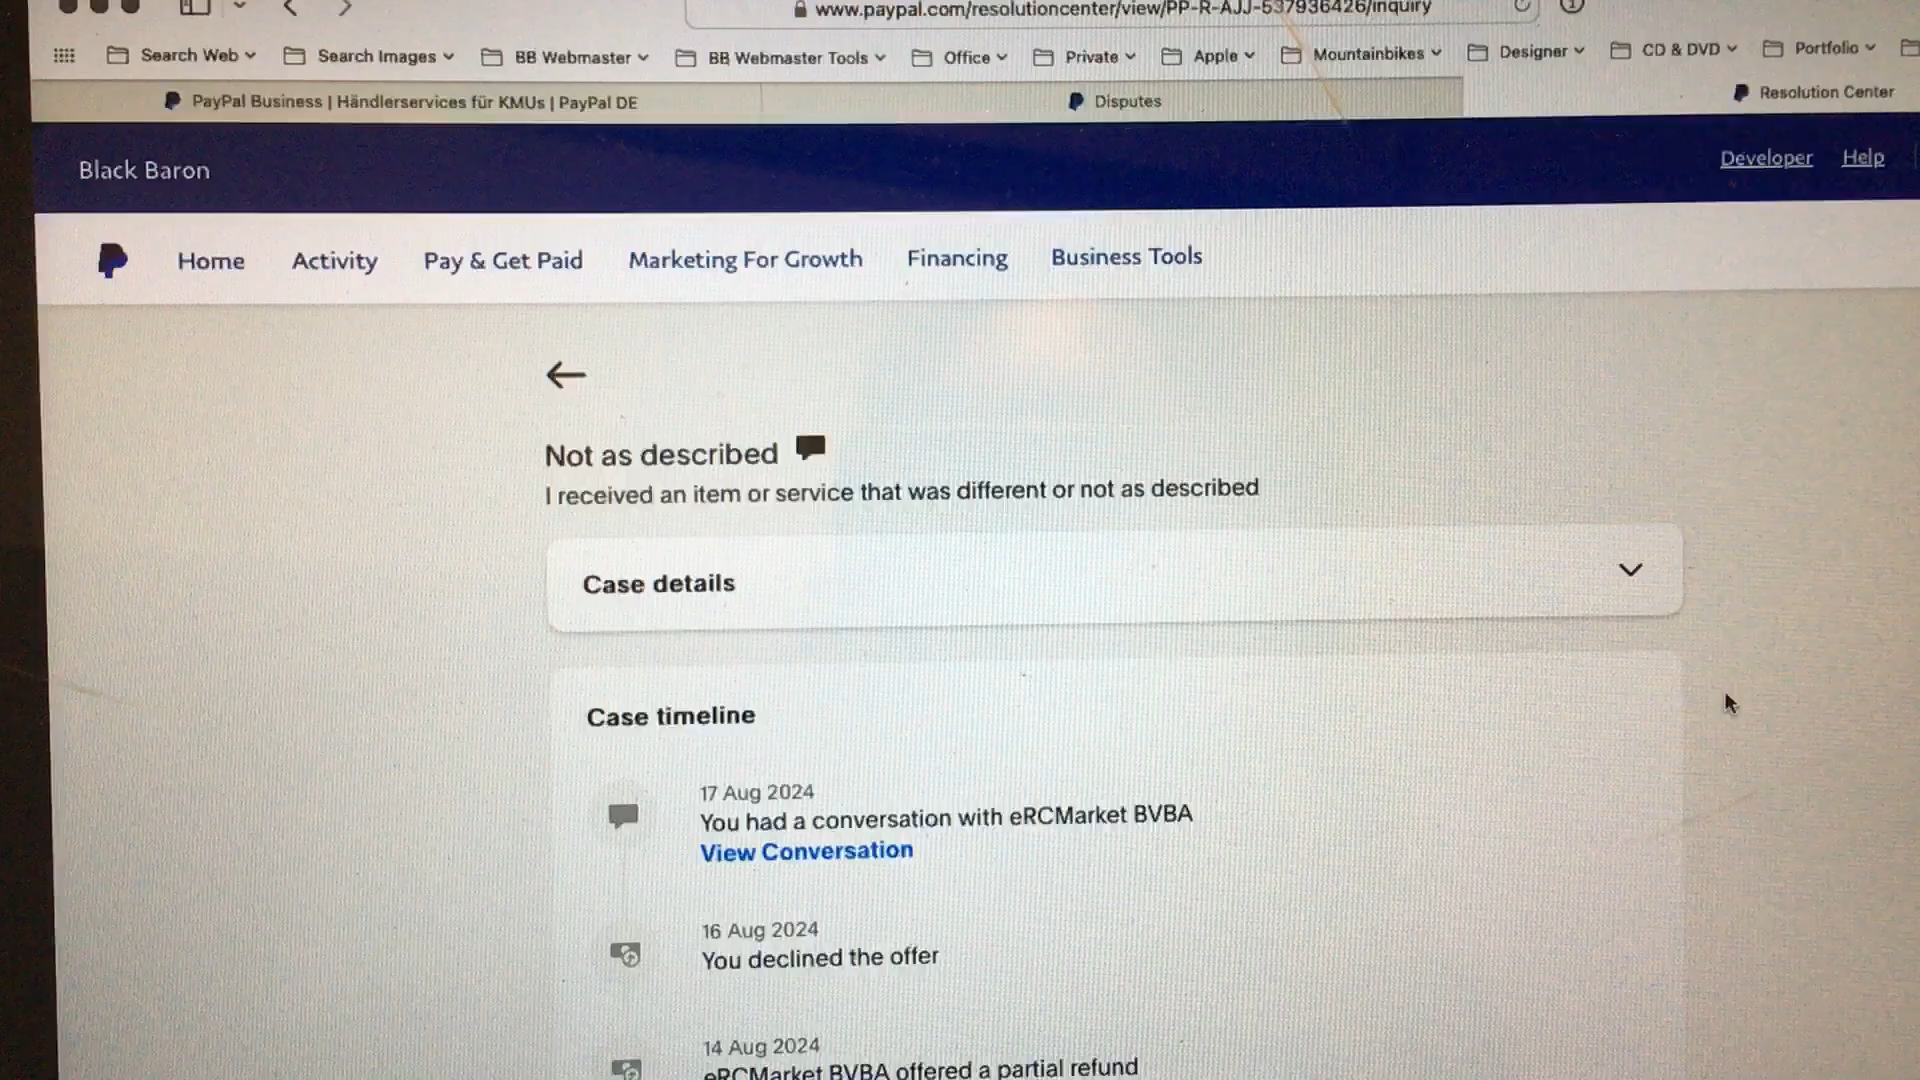 www.paypal.com/resolutioncenter/view/PP-R-AJJ-537936426/inquiry
Search Web
Search Images
BB Webmaster
BB Webmaster Tools
Office
Private
Apple
Mountainbikes
Designer
CD & DVD
Portfolio
PayPal Business | Händlerservices für KMUs | PayPal DE
Disputes
Resolution Center
Black Baron
Developer
Help
Home
Activity
Pay & Get Paid
Marketing For Growth
Financing
Business Tools
Not as described
I received an item or service that was different or not as described
Case details
Case timeline
17 Aug 2024
You had a conversation with eRCMarket BVBA
View Conversation
16 Aug 2024
You declined the offer
14 Aug 2024
eRCMarket BVBA offered a partial refund